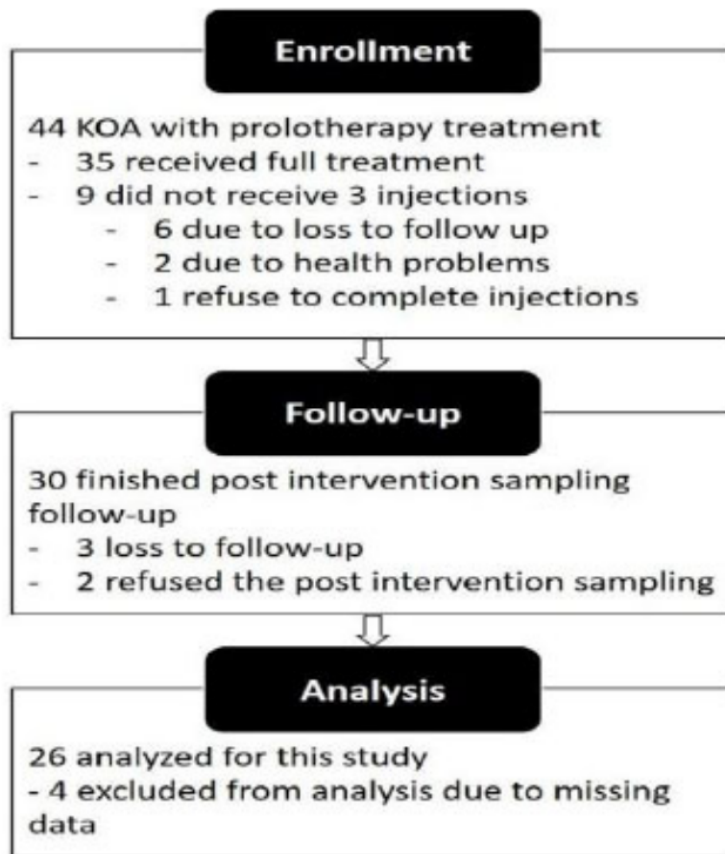 Enrollment
44 KOA with prolotherapy treatment
- 35 received full treatment
- 9 did not receive 3 injections
- 6 due to loss to follow up
- 2 due to health problems
- 1 refuse to complete injections
Follow-up
30 finished post intervention sampling
follow-up
- 3 loss to follow-up
- 2 refused the post intervention sampling
Analysis
26 analyzed for this study
- 4 excluded from analysis due to missing
data